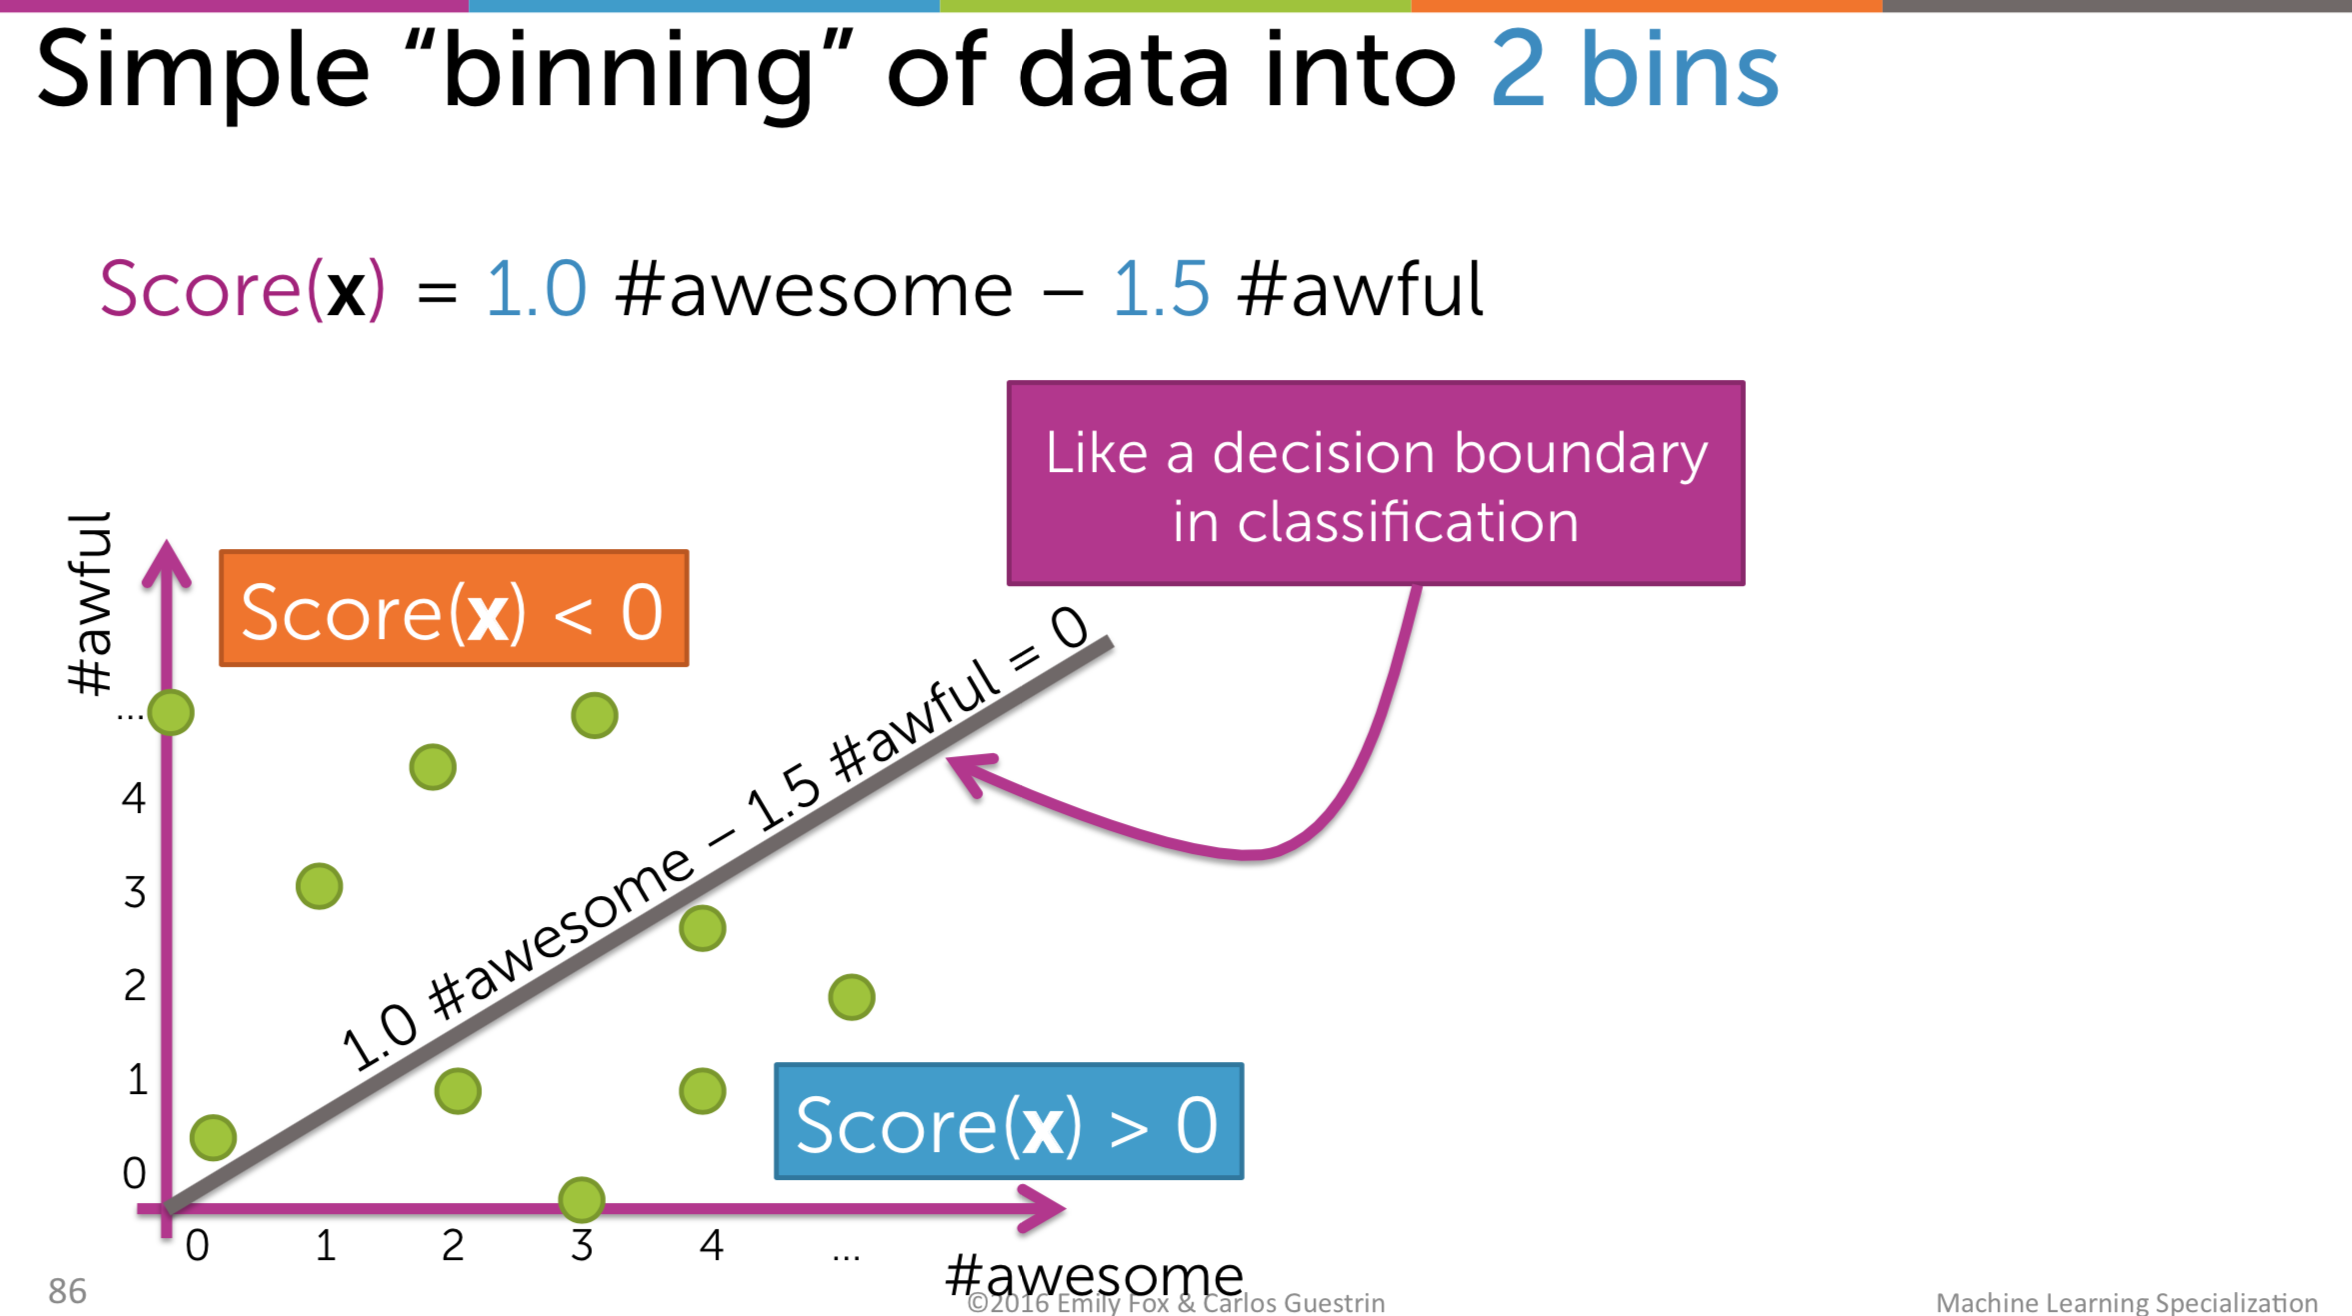 Simple “binning” of data into 2 bins
Score(x) = 1.0 #awesome – 1.5 #awful
Like a decision boundary
in classification
#awful
Score(x) < 0
1.0 #awesome – 1.5 #awful = 0
...
4
3
2
1
0
Score(x) > 0
0 1 2 3 4 ...
#awesome
86
©2016 Emily Fox & Carlos Guestrin
Machine Learning Specialization